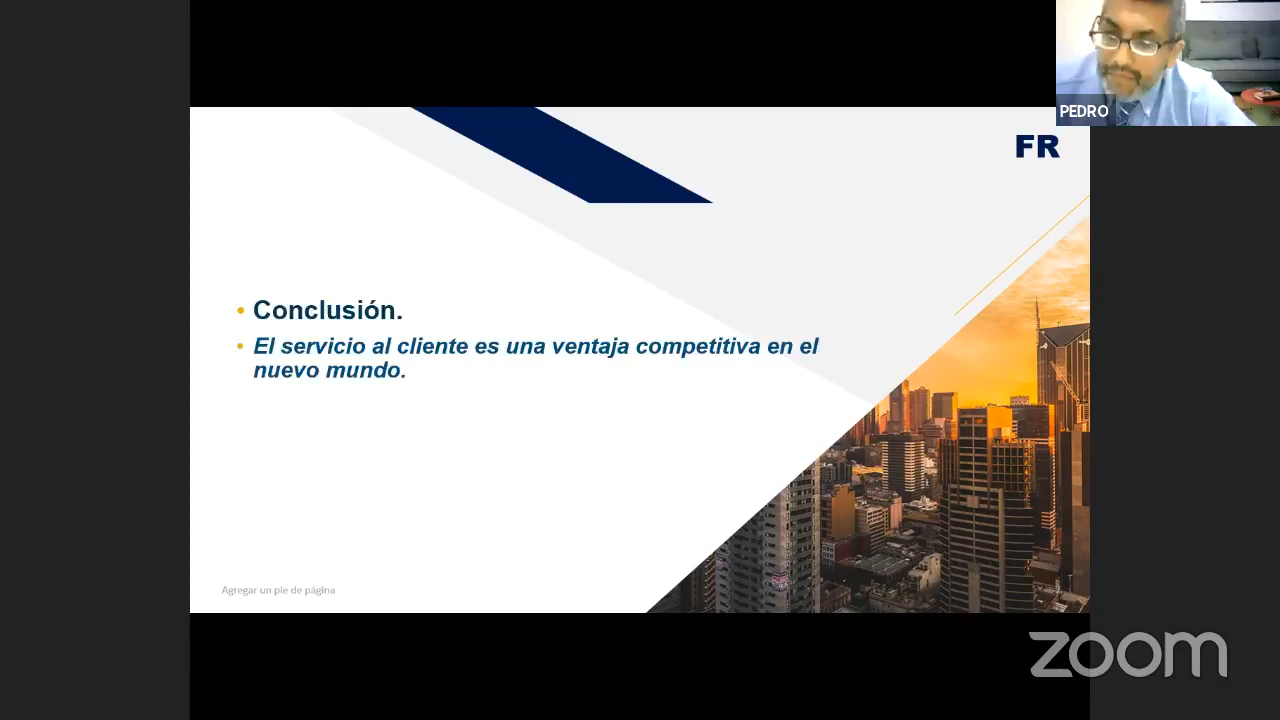 PEDRO
FR
Conclusión.
El servicio al cliente es una ventaja competitiva en el
nuevo mundo.
Agregar un pie de página
zoom